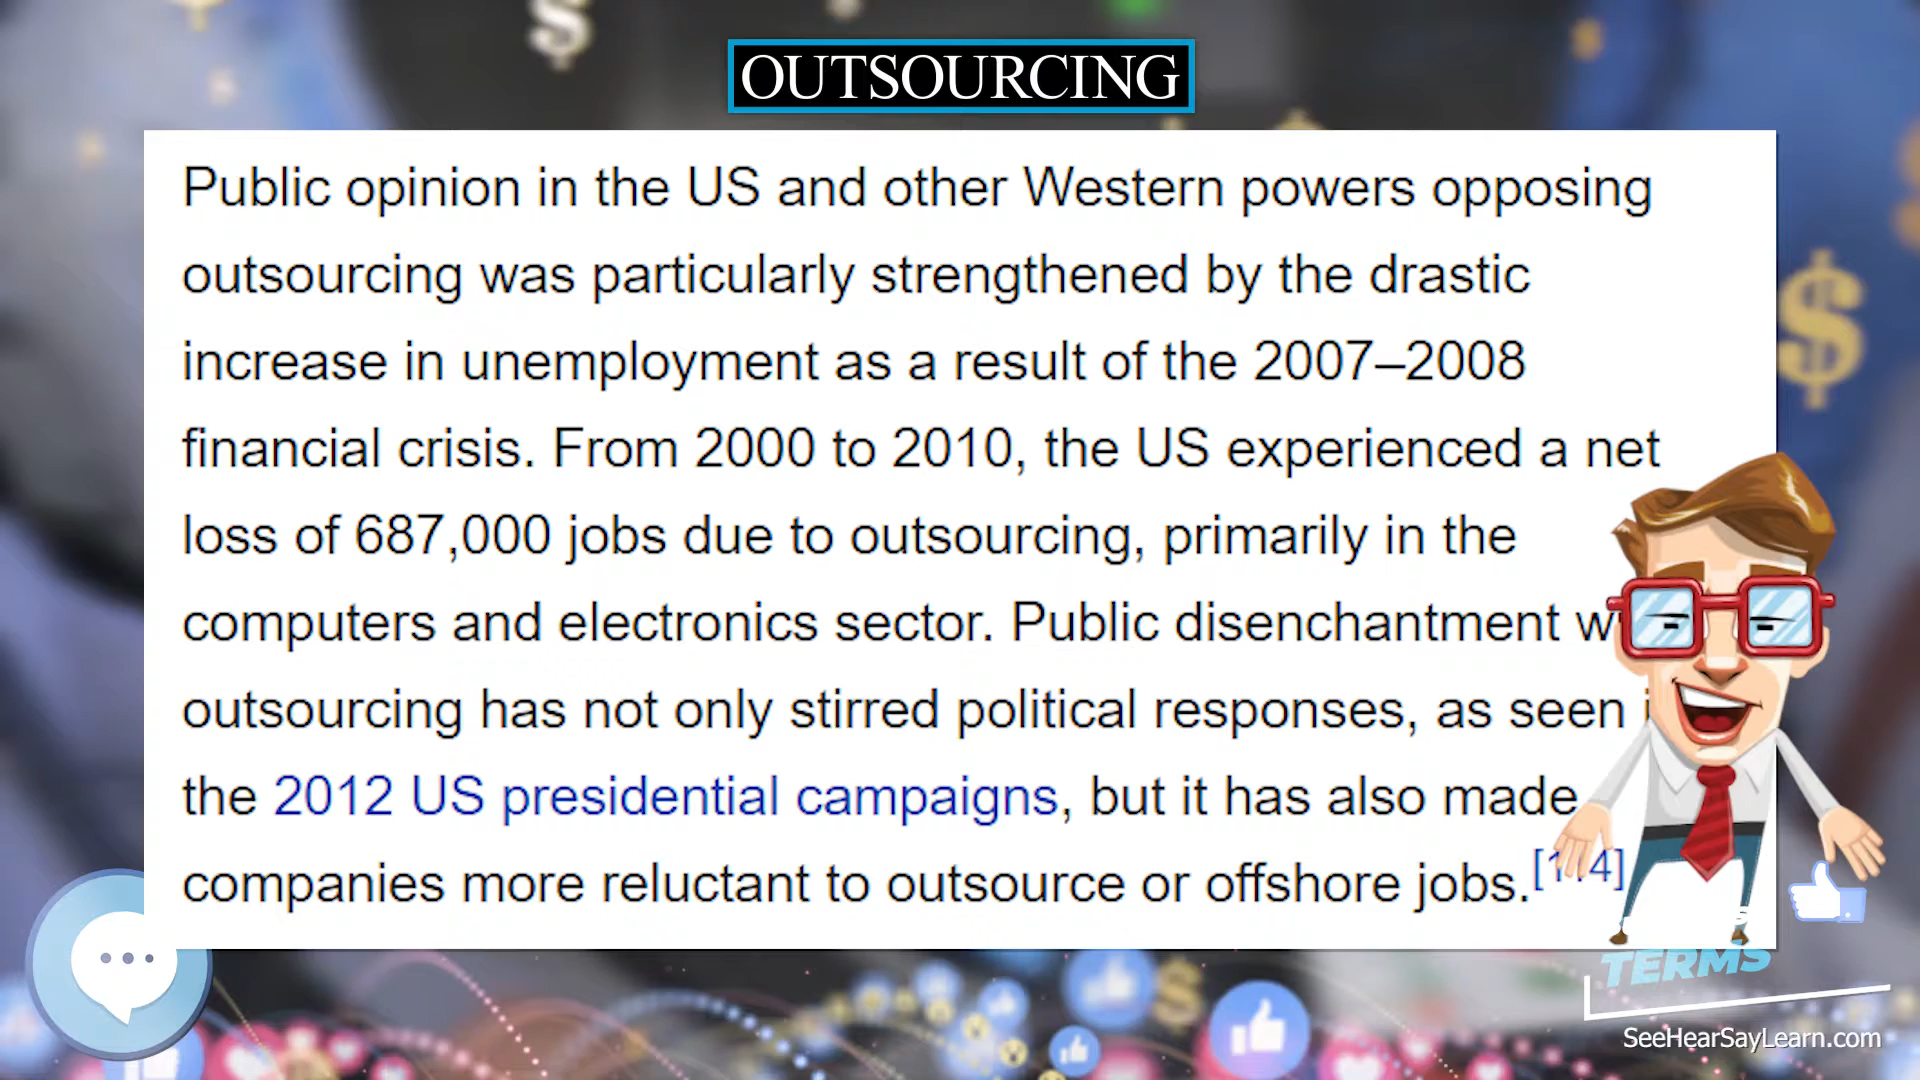 OUTSOURCING
Public opinion in the US and other Western powers opposing
outsourcing was particularly strengthened by the drastic
increase in unemployment as a result of the 2007–2008
financial crisis. From 2000 to 2010, the US experienced a net
loss of 687,000 jobs due to outsourcing, primarily in the
computers and electronics sector. Public disenchantment
outsourcing has not only stirred political responses, as seen
the 2012 US presidential campaigns, but it has also made
companies more reluctant to outsource or offshore jobs.
TERMS
SeeHearSayLearn.com